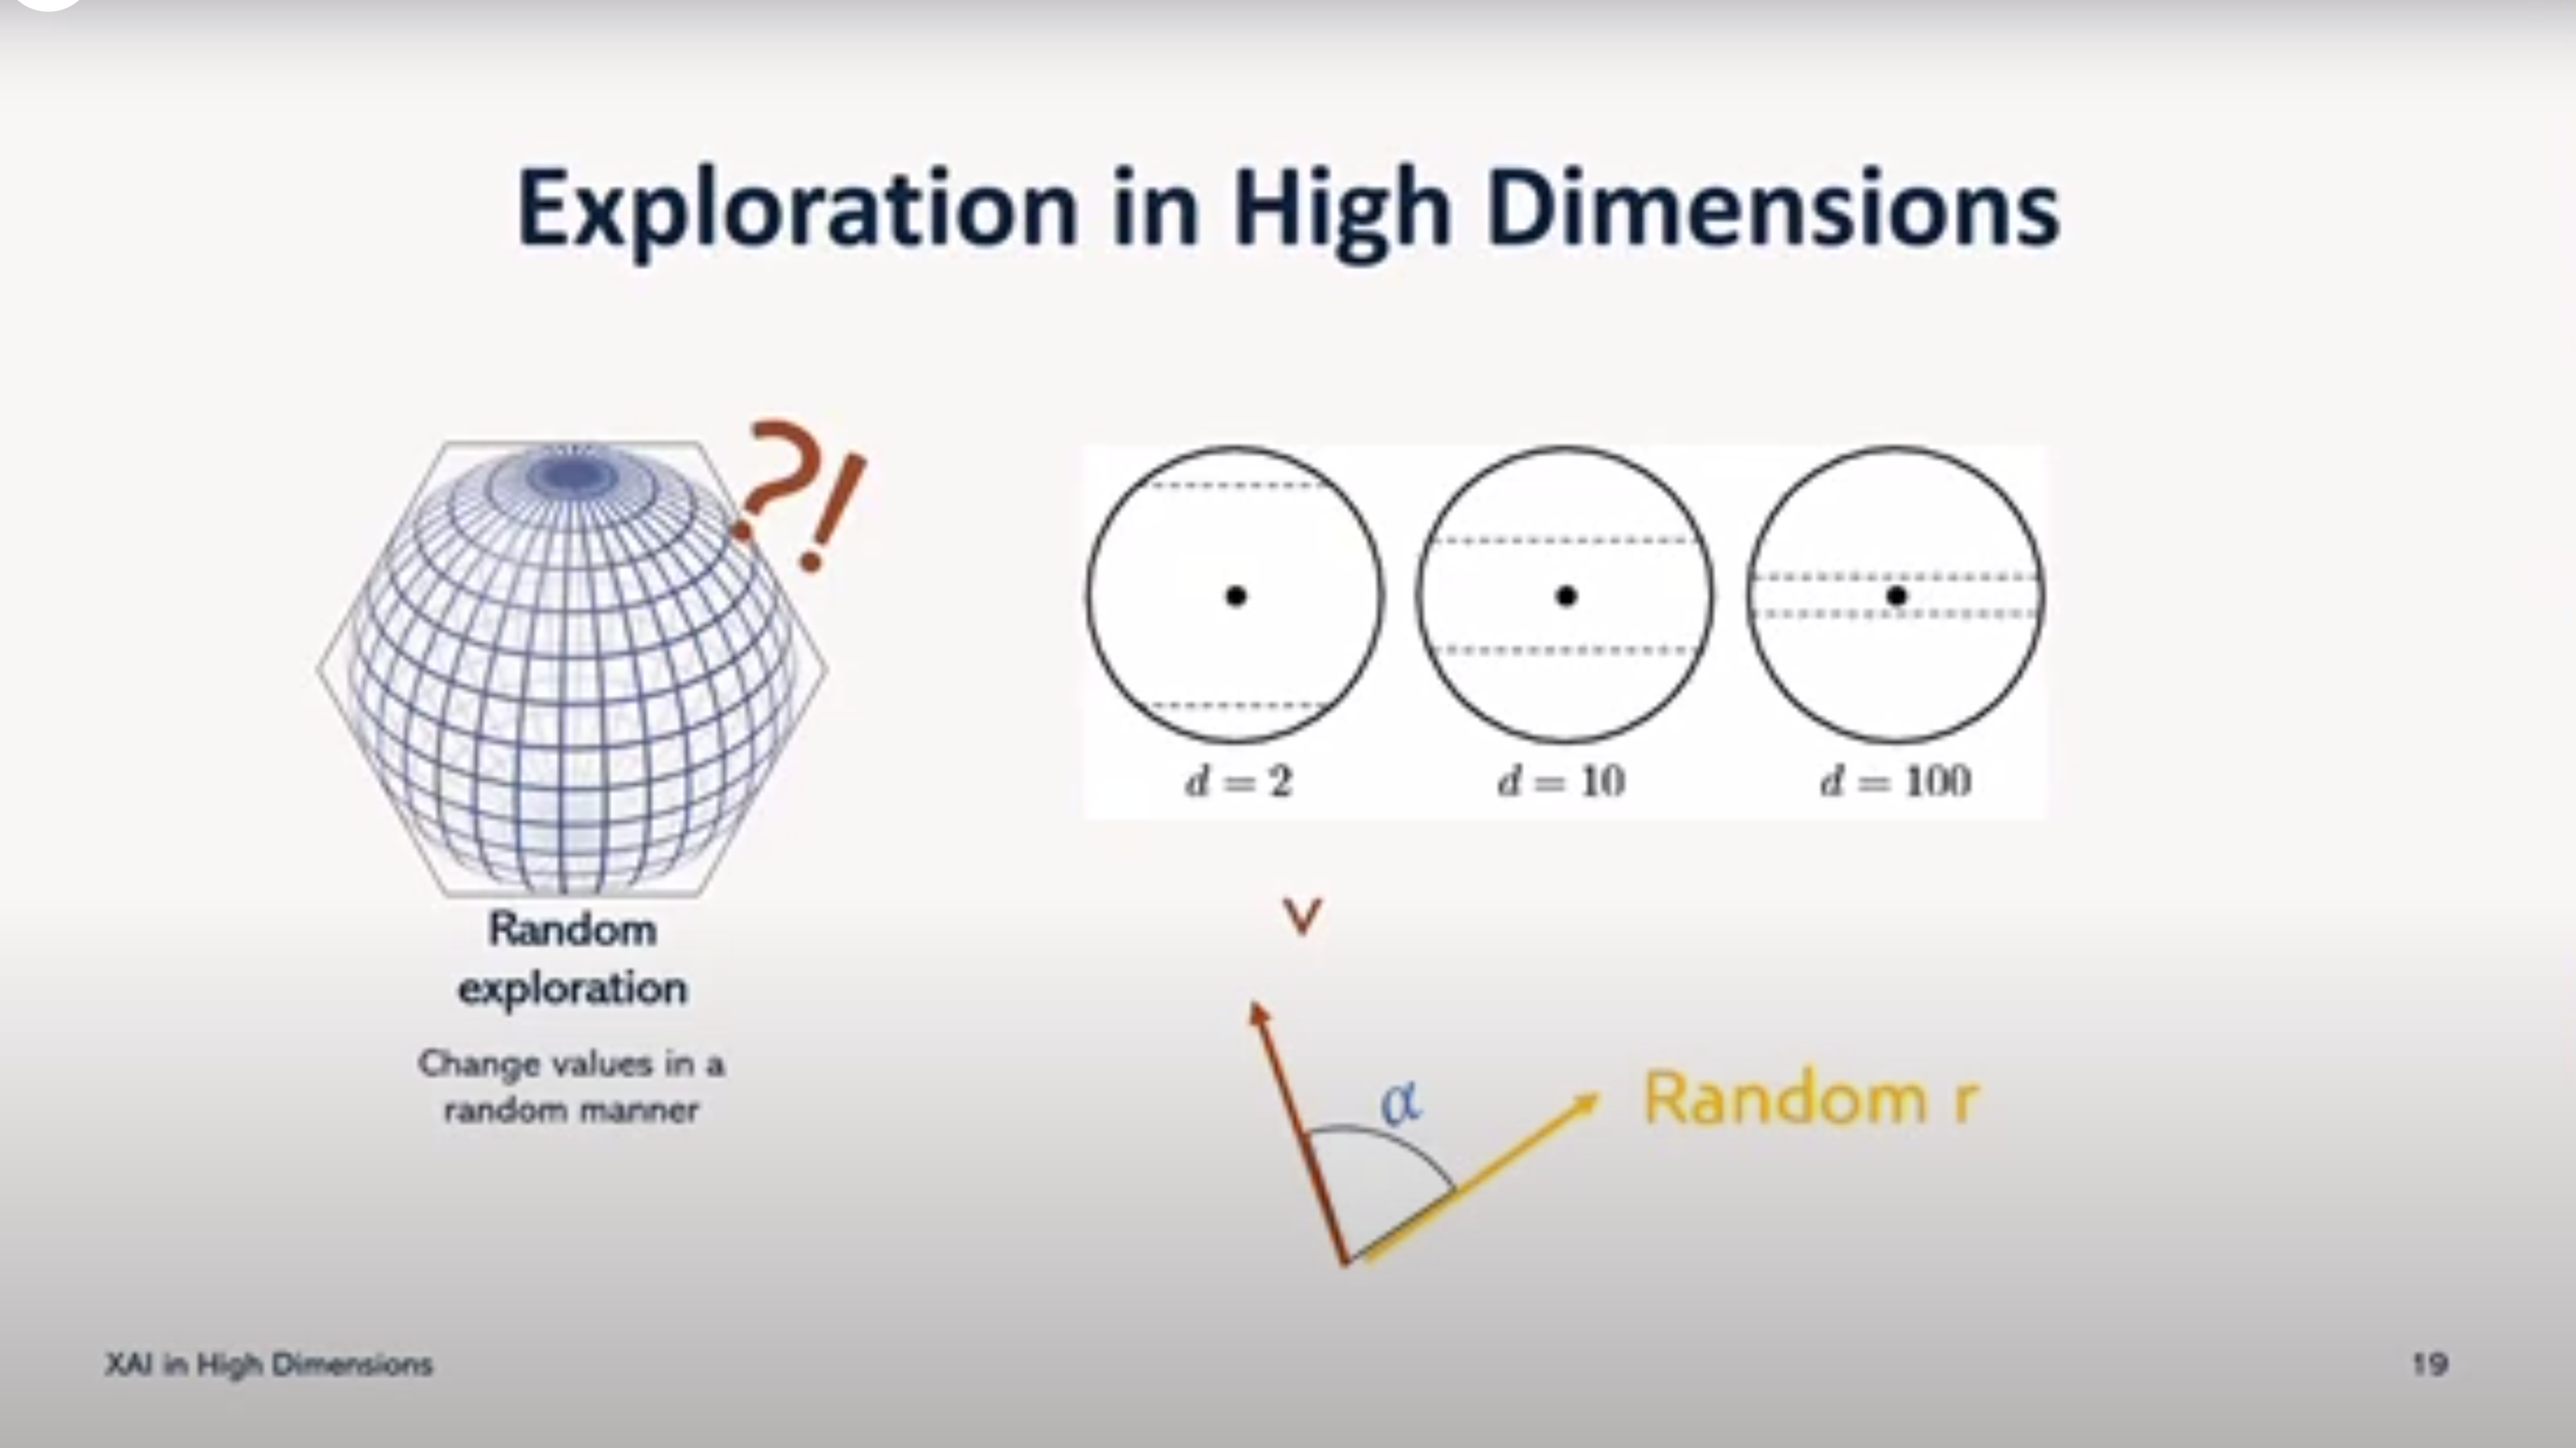 Exploration in High Dimensions
?!
Random
exploration
Change values in a
random manner
d = 2
d = 10
d = 100
v
α
Random r
XAI in High Dimensions
19